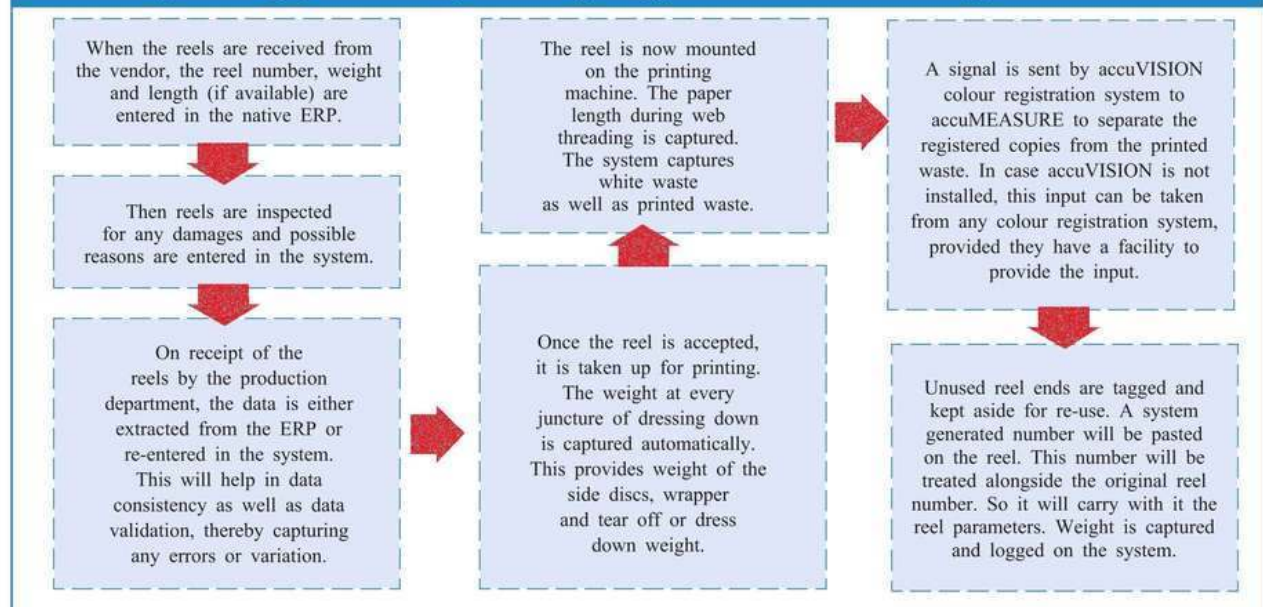 When the reels are received from
the vendor, the reel number, weight
and length (if available) are
entered in the native ERP.
Then reels are inspected
for any damages and possible
reasons are entered in the system.
On receipt of the
reels by the production
department, the data is either
extracted from the ERP or
re-entered in the system.
This will help in data
consistency as well as data
validation, thereby capturing
any errors or variation.
Once the reel is accepted,
it is taken up for printing.
The weight at every
juncture of dressing down
is captured automatically.
This provides weight of the
side discs, wrapper
and tear off or dress
down weight.
The reel is now mounted
on the printing
machine. The paper
length during web
threading is captured.
The system captures
white waste
as well as printed waste.
A signal is sent by accuVISION
colour registration system to
accuMEASURE to separate the
registered copies from the printed
waste. In case accuVISION is not
installed, this input can be taken
from any colour registration system,
provided they have a facility to
provide the input.
Unused reel ends are tagged and
kept aside for re-use. A system
generated number will be pasted
on the reel. This number will be
treated alongside the original reel
number. So it will carry with it the
reel parameters. Weight is captured
and logged on the system.